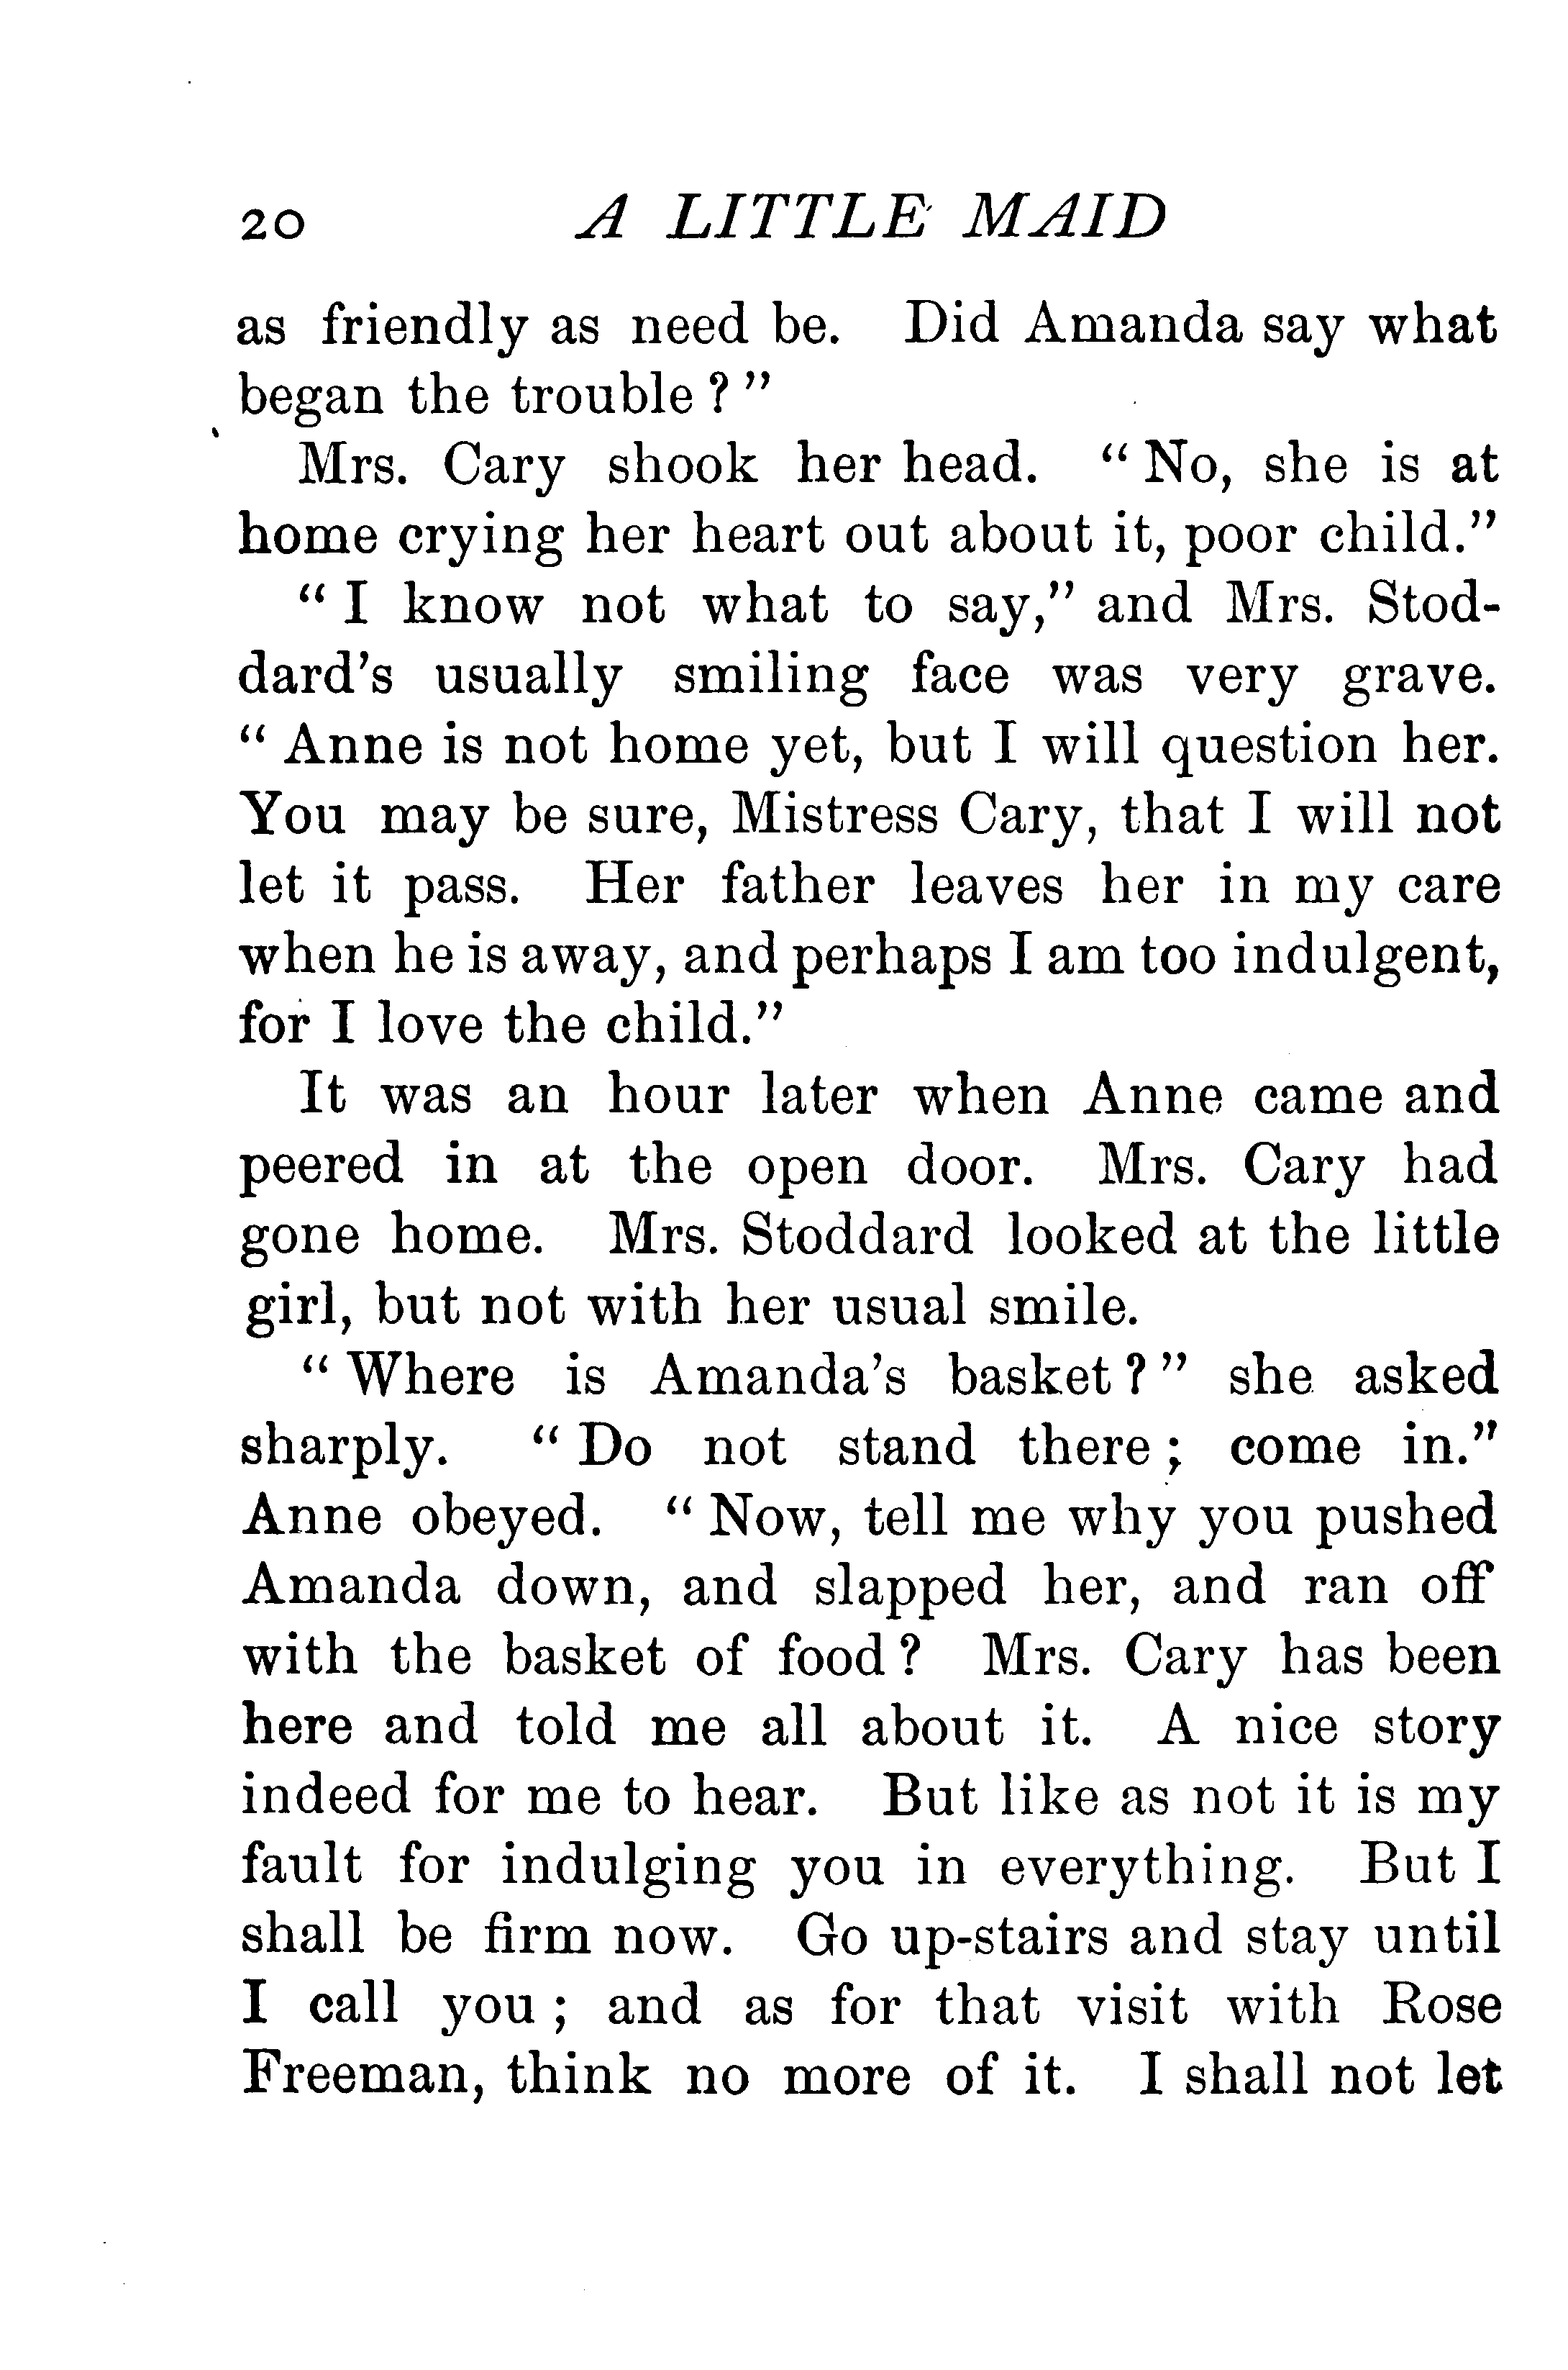 20 A LITTLE MAID
as friendly as need be. Did Amanda say what
began the trouble?"
Mrs. Cary shook her head. "No, she is at
home crying her heart out about it, poor child."
"I know not what to say," and Mrs. Stod-
dard's usually smiling face was very grave.
"Anne is not home yet, but I will question her.
You may be sure, Mistress Cary, that I will not
let it pass. Her father leaves her in my care
when he is away, and perhaps I am too indulgent,
for I love the child."
It was an hour later when Anne came and
peered in at the open door. Mrs. Cary had
gone home. Mrs. Stoddard looked at the little
girl, but not with her usual smile.
"Where is Amanda's basket?" she asked
sharply. "Do not stand there; come in."
Anne obeyed. "Now, tell me why you pushed
Amanda down, and slapped her, and ran off
with the basket of food? Mrs. Cary has been
here and told me all about it. A nice story
indeed for me to hear. But like as not it is my
fault for indulging you in everything. But I
shall be firm now. Go up-stairs and stay until
I call you; and as for that visit with Rose
Freeman, think no more of it. I shall not let